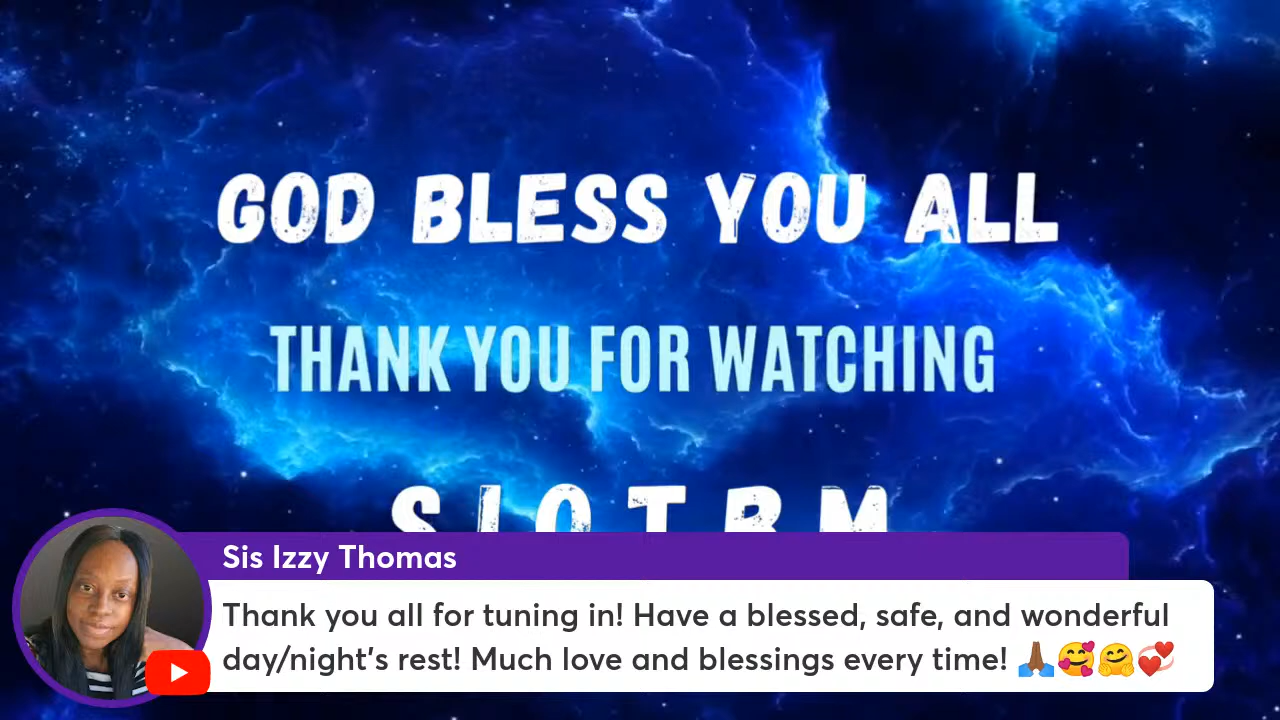 GOD BLESS YOU ALL
THANK YOU FOR WATCHING
Sis Izzy Thomas
Thank you all for tuning in! Have a blessed, safe, and wonderful
day/night's rest! Much love and blessings every time! 🙏🏾🥰🤗💞